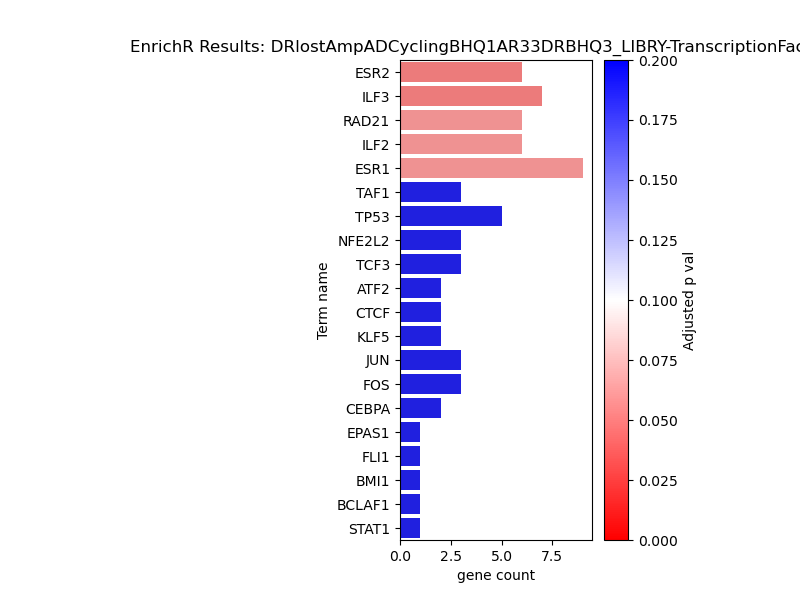 EnrichR Results: DRlostAmpADCyclingBHQ1AR33DRBHQ3_LIBRY-TranscriptionFac
ESR2
ILF3
RAD21
ILF2
ESR1
TAF1
TP53
NFE2L2
TCF3
ATF2
CTCF
KLF5
JUN
FOS
CEBPA
EPAS1
FLI1
BMI1
BCLAF1
STAT1
Term name
0.0 2.5 5.0 7.5
gene count
0.200
0.175
0.150
0.125
0.100
0.075
0.050
0.025
0.000
Adjusted p val